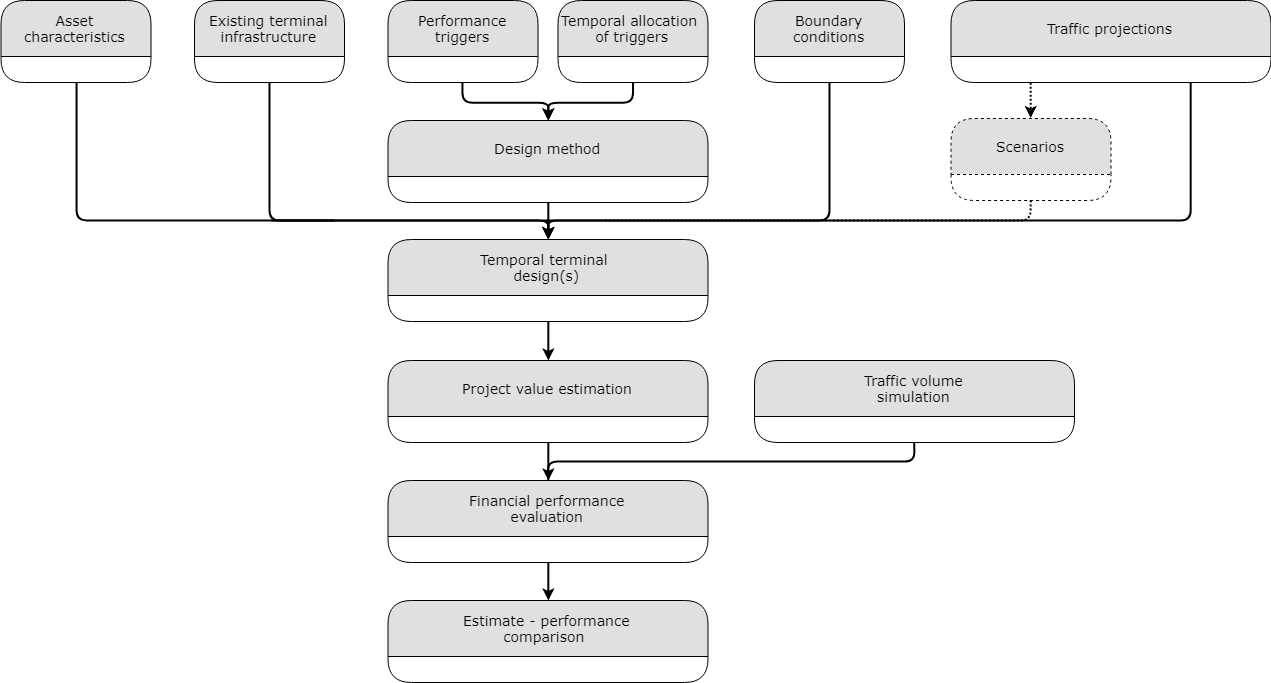 Asset
characteristics
Existing terminal
infrastructure
Performance
triggers
Temporal allocation
of triggers
Boundary
conditions
Traffic projections
Design method
Scenarios
Temporal terminal
design(s)
Project value estimation
Traffic volume
simulation
Financial performance
evaluation
Estimate - performance
comparison